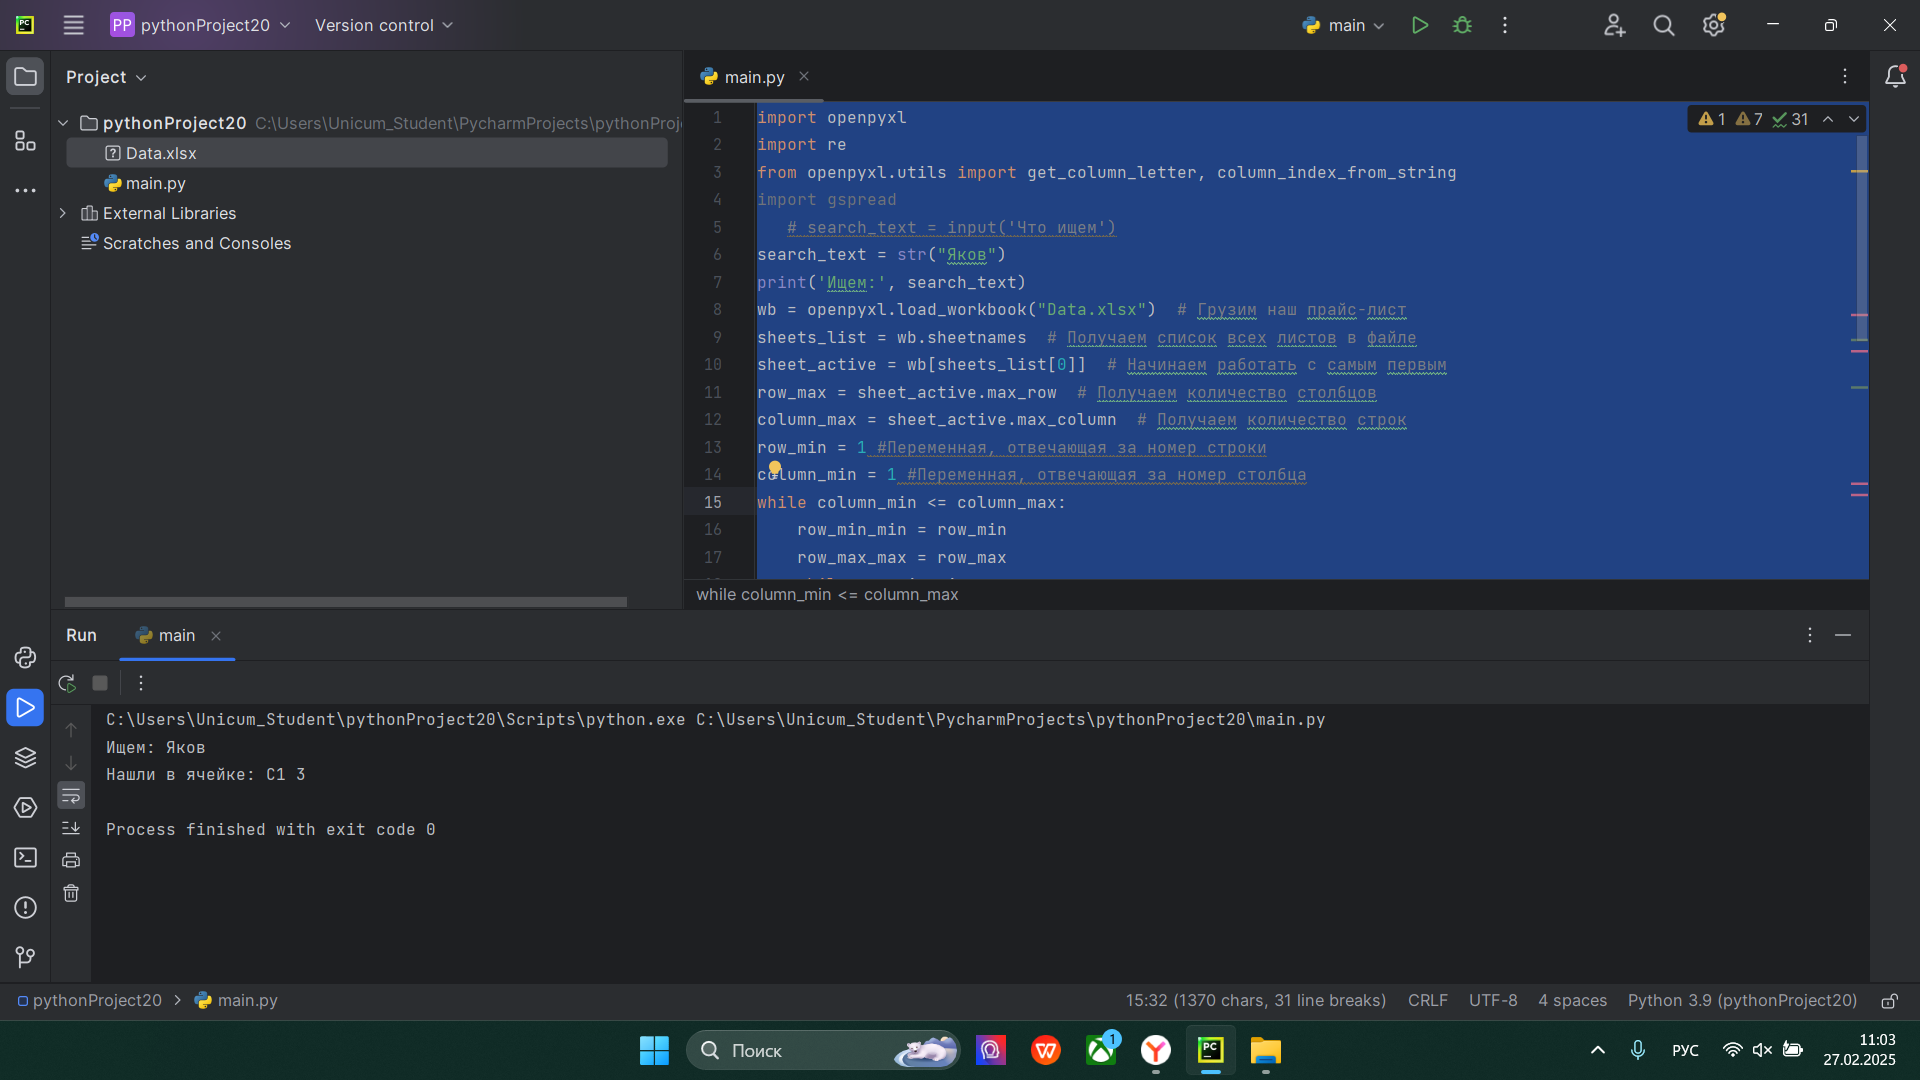 PC
PP pythonProject20
Version control
main
Project
main.py
pythonProject20 C:\Users\Unicum_Student\PycharmProjects\pythonProj
Data.xlsx
main.py
External Libraries
Scratches and Consoles
1 7 31
1 import openpyxl
2 import re
3 from openpyxl.utils import get_column_letter, column_index_from_string
4 import gspread
5 # search_text = input('Что ищем')
6 search_text = str("Яков")
7 print('Ищем:', search_text)
8 wb = openpyxl.load_workbook("Data.xlsx")  # Грузим наш прайс-лист
9 sheets_list = wb.sheetnames  # Получаем список всех листов в файле
10 sheet_active = wb[sheets_list[0]]  # Начинаем работать с самым первым
11 row_max = sheet_active.max_row  # Получаем количество столбцов
12 column_max = sheet_active.max_column  # Получаем количество строк
13 row_min = 1 #Переменная, отвечающая за номер строки
14 column_min = 1 #Переменная, отвечающая за номер столбца
15 while column_min <= column_max:
16 row_min_min = row_min
17 row_max_max = row_max
while column_min <= column_max
Run main
C:\Users\Unicum_Student\pythonProject20\Scripts\python.exe C:\Users\Unicum_Student\PycharmProjects\pythonProject20\main.py
Ищем: Яков
Нашли в ячейке: C1 3
Process finished with exit code 0
pythonProject20 > main.py
15:32 (1370 chars, 31 line breaks) CRLF UTF-8 4 spaces Python 3.9 (pythonProject20)
Поиск
1
PC
РУС
11:03
27.02.2025